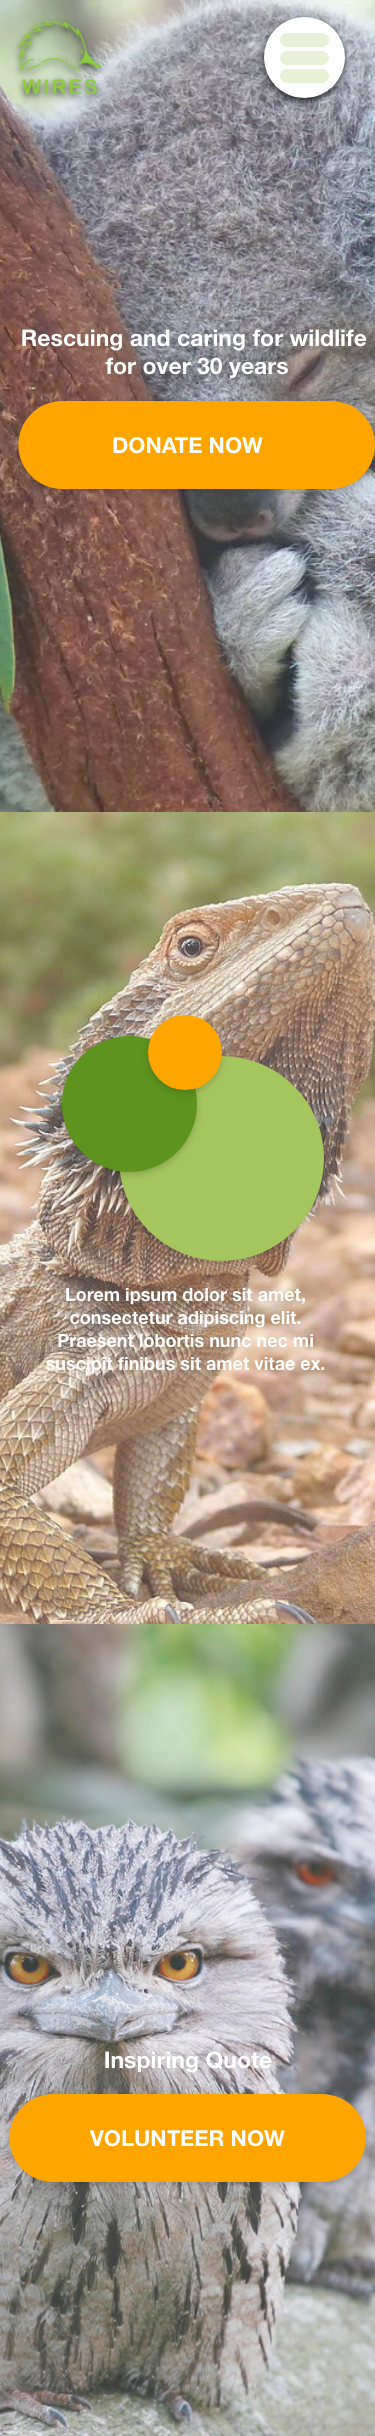 WIRES
Rescuing and caring for wildlife
for over 30 years
DONATE NOW
Lorem ipsum dolor sit amet,
consectetur adipiscing elit.
Praesent lobortis nunc nec mi
suscipit finibus sit amet vitae ex.
Inspiring Quote
VOLUNTEER NOW